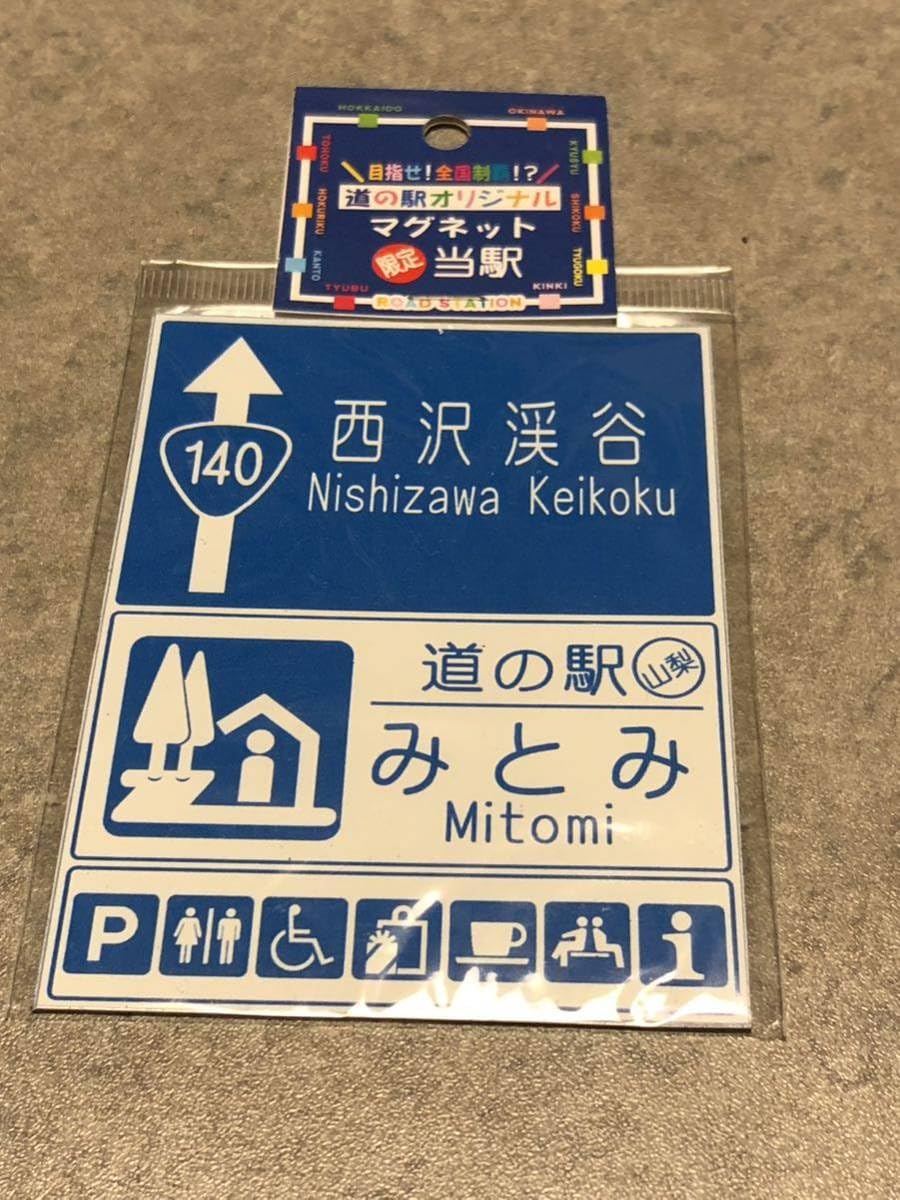 HOKKAIDO
OKINAWA
TOHOKU
KYUSYU
HOKURIKU
SHIKOKU
KANTO
TYUGOKU
TYUBU
KINKI
\目指せ!全国制覇!?/
道の駅オリジナル
マグネット
限定 当駅
ROAD STATION
140
西沢渓谷
Nishizawa Keikoku
道の駅 山梨
みとみ
Mitomi
P
i